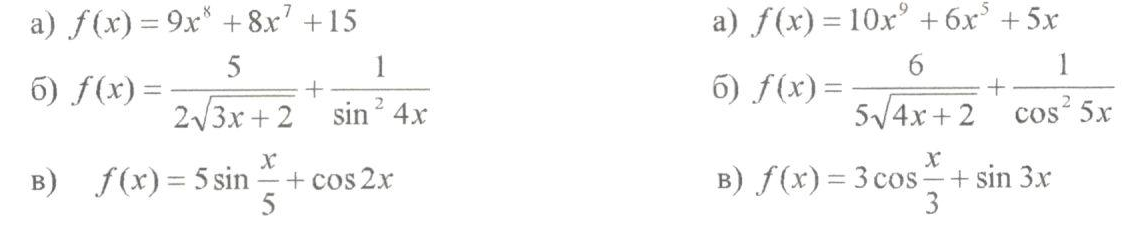 а) f(x) = 9x⁸ + 8x⁷ + 15
б) f(x) = 5/(2√(3x + 2)) + 1/(sin² 4x)
в) f(x) = 5 sin x/5 + cos 2x
а) f(x) = 10x⁹ + 6x⁵ + 5x
б) f(x) = 6/(5√(4x + 2)) + 1/(cos² 5x)
в) f(x) = 3 cos x/3 + sin 3x